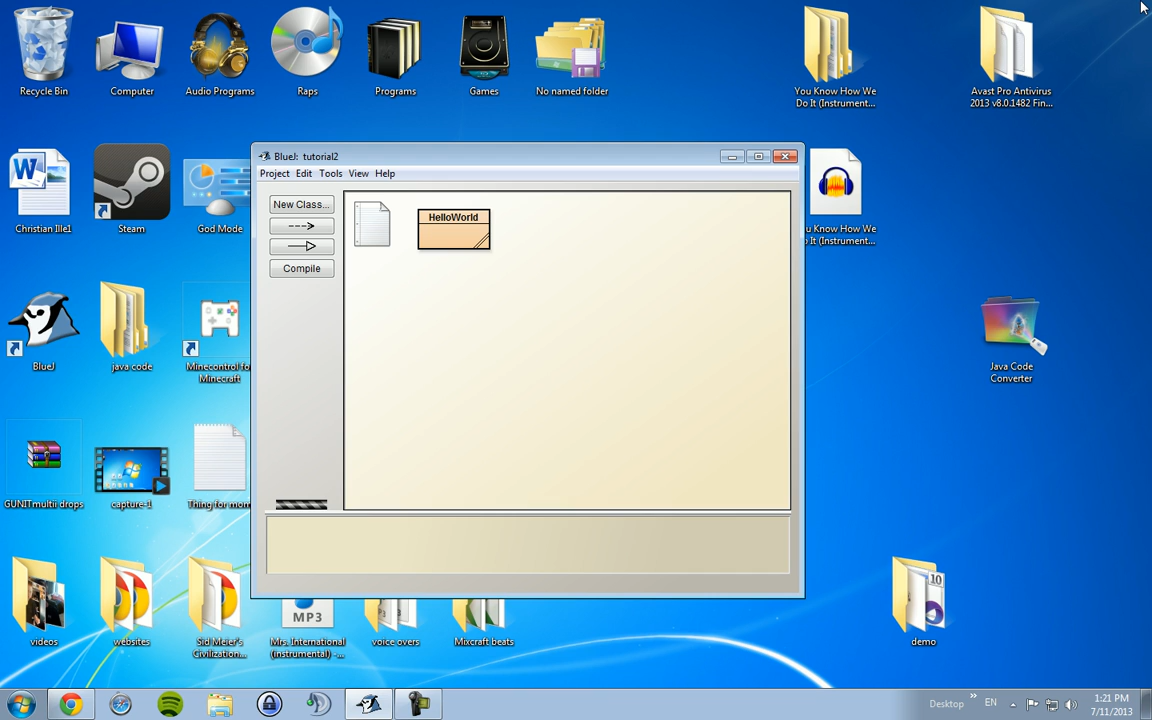 Recycle Bin
Computer
Audio Programs
Raps
Programs
Games
No named folder
You Know How We
Do It (Instrument...
Avast Pro Antivirus
2013 v8.0.1482 Fin...
BlueJ: tutorial2
Project Edit Tools View Help
New Class...
Compile
HelloWorld
Christian Ille1
Steam
God Mode
u Know How We
It (Instrument...
BlueJ
java code
Minecontrol for
Minecraft
Java Code
Converter
GUNITmultii drops
capture-1
Thing for mom
MP3
10
videos
websites
Sid Meier's
Civilization...
Mrs. International
(instrumental) -...
voice overs
Mixcraft beats
demo
Desktop
EN
1:21 PM
7/11/2013